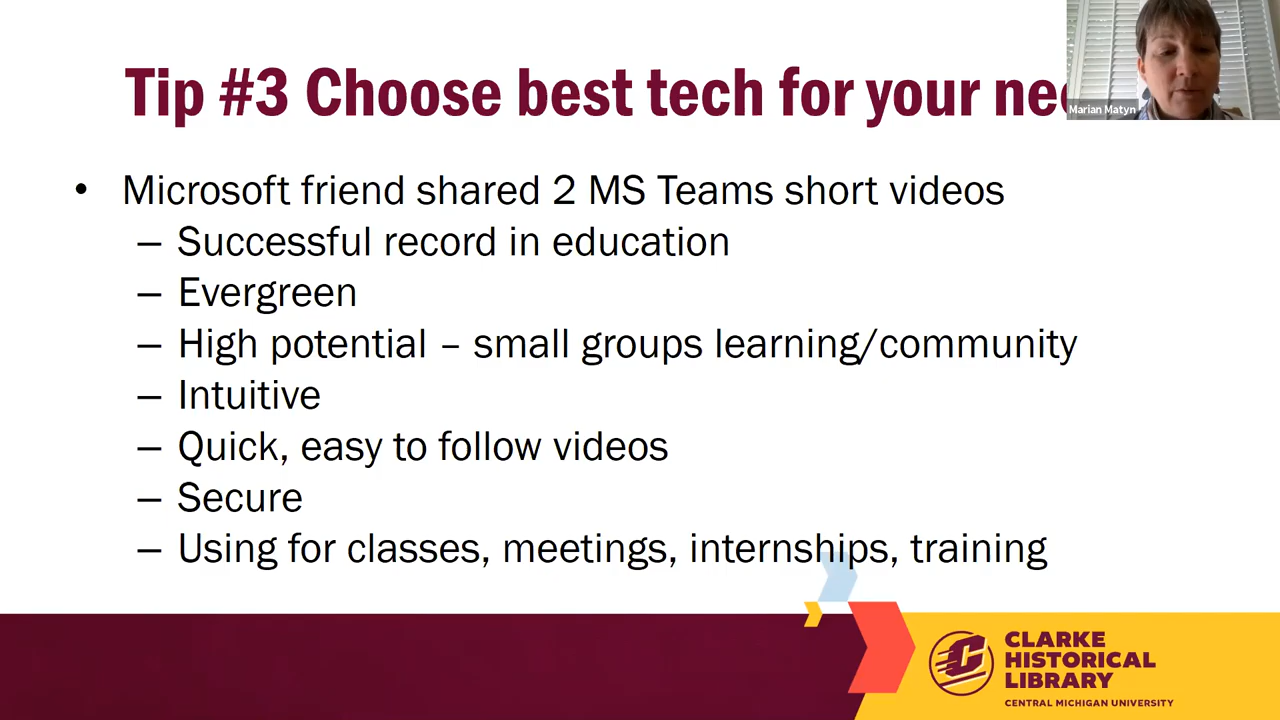 Tip #3 Choose best tech for your
Marian Matyn
• Microsoft friend shared 2 MS Teams short videos
– Successful record in education
– Evergreen
– High potential – small groups learning/community
– Intuitive
– Quick, easy to follow videos
– Secure
– Using for classes, meetings, internships, training
C
CLARKE
HISTORICAL
LIBRARY
CENTRAL MICHIGAN UNIVERSITY